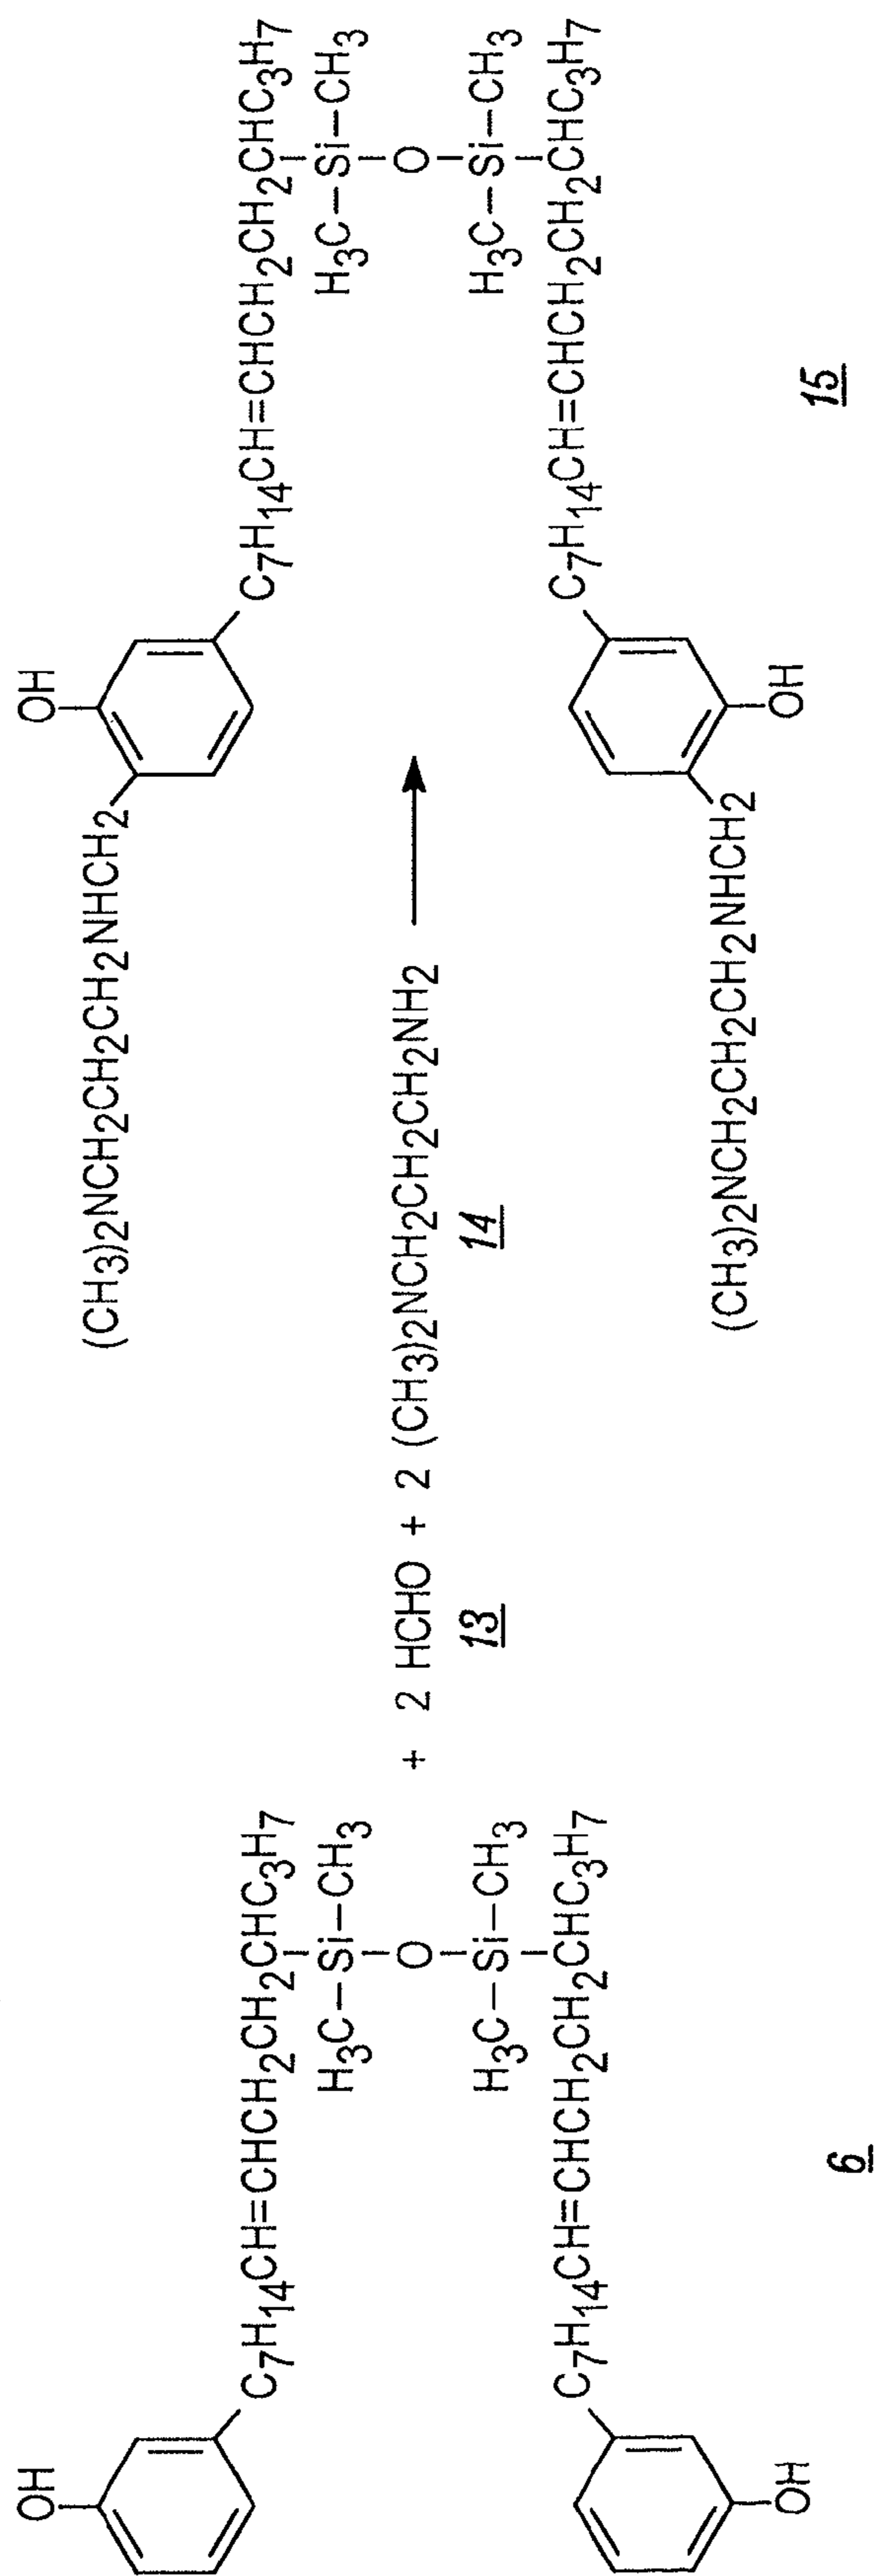 OH
C7H14CH=CHCH2CH2CHC3H7
H3C–Si–CH3
O
H3C–Si–CH3
C7H14CH=CHCH2CH2CHC3H7
OH
6
+ 2 HCHO + 2 (CH3)2NCH2CH2CH2NH2
13
14
OH
(CH3)2NCH2CH2CH2NHCH2
C7H14CH=CHCH2CH2CHC3H7
H3C–Si–CH3
O
H3C–Si–CH3
C7H14CH=CHCH2CH2CHC3H7
(CH3)2NCH2CH2CH2NHCH2
OH
15